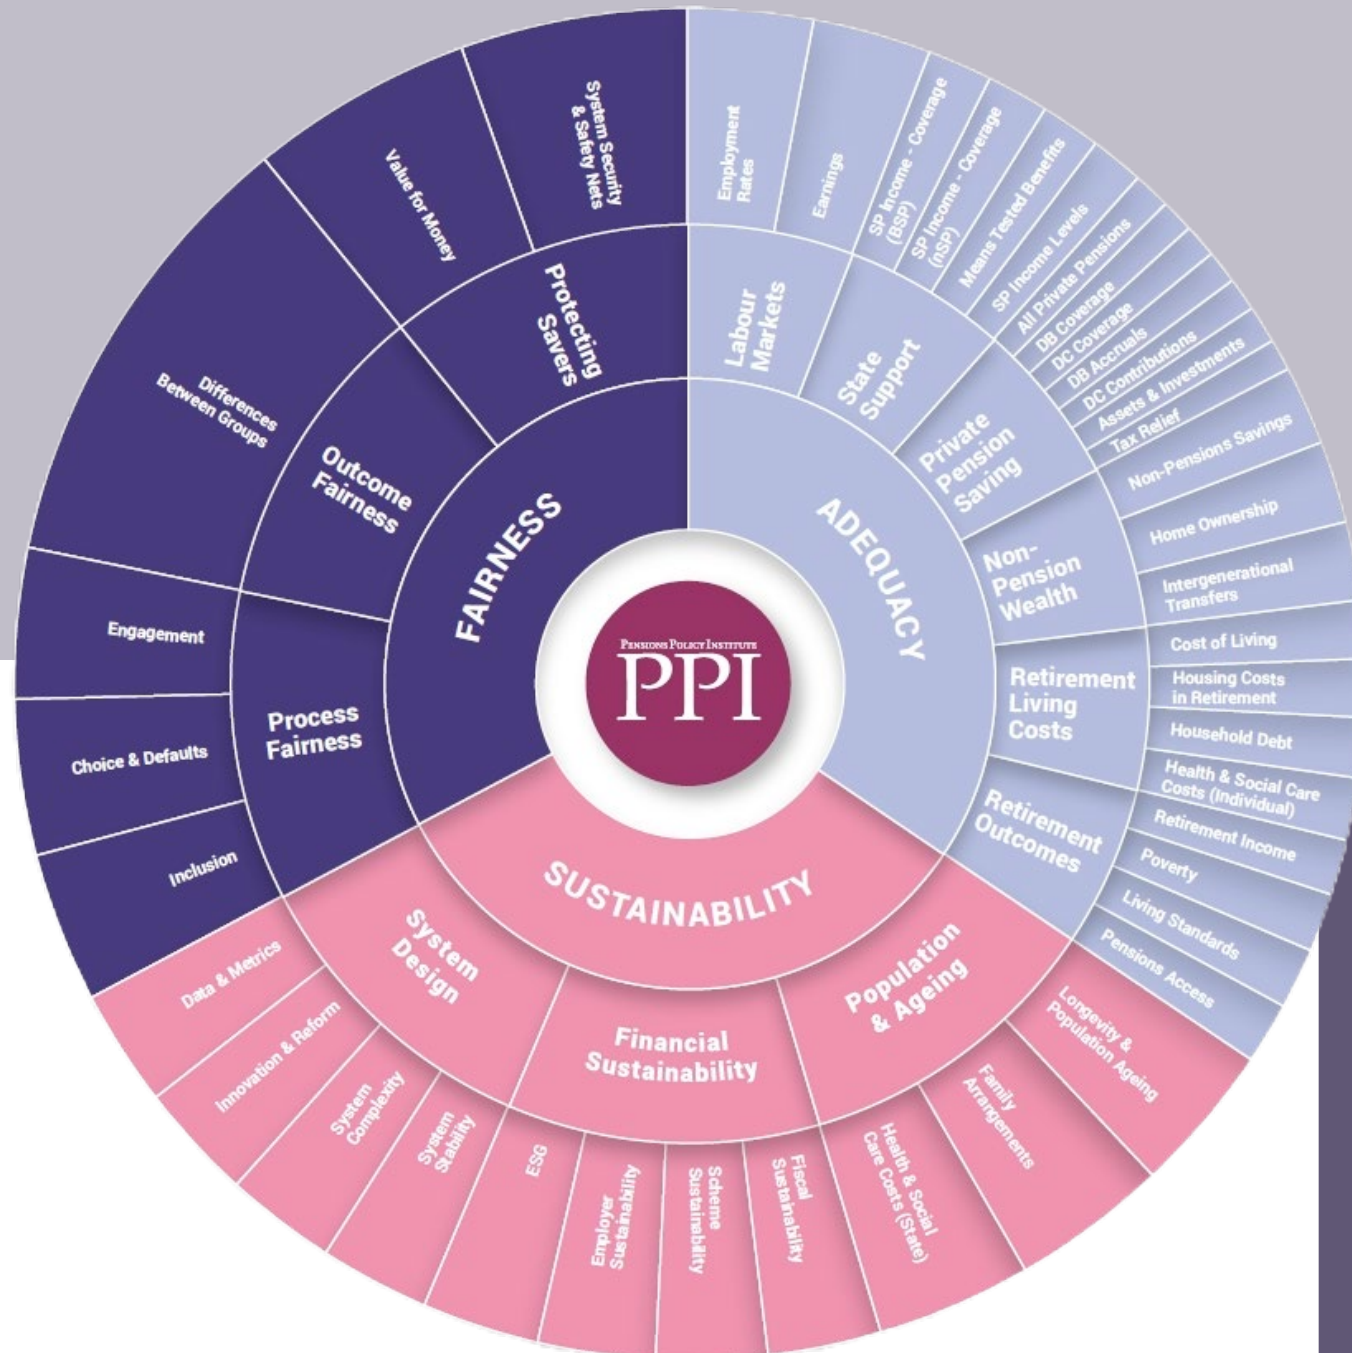 PENSIONS POLICY INSTITUTE
PPI
ADEQUACY
Labour
Markets
Employment
Rates
Earnings
State
Support
SP Income - Coverage
(BSP)
SP Income - Coverage
(nSP)
Means Tested Benefits
SP Income Levels
Private
Pension
Saving
All Private Pensions
DB Coverage
DC Coverage
DB Accruals
DC Contributions
Assets & Investments
Tax Relief
Non-
Pension
Wealth
Non-Pensions Savings
Home Ownership
Intergenerational
Transfers
Retirement
Living
Costs
Cost of Living
Housing Costs
in Retirement
Household Debt
Health & Social Care
Costs (Individual)
Retirement
Outcomes
Retirement Income
Poverty
Living Standards
Pensions Access
SUSTAINABILITY
Population
& Ageing
Longevity &
Population Ageing
Family
Arrangements
Health & Social
Care Costs (State)
Financial
Sustainability
Fiscal
Sustainability
Scheme
Sustainability
Employer
Sustainability
ESG
System
Design
System
Stability
System
Complexity
Innovation & Reform
Data & Metrics
FAIRNESS
Process
Fairness
Inclusion
Choice & Defaults
Engagement
Outcome
Fairness
Differences
Between Groups
Protecting
Savers
Value for Money
System Security
& Safety Nets